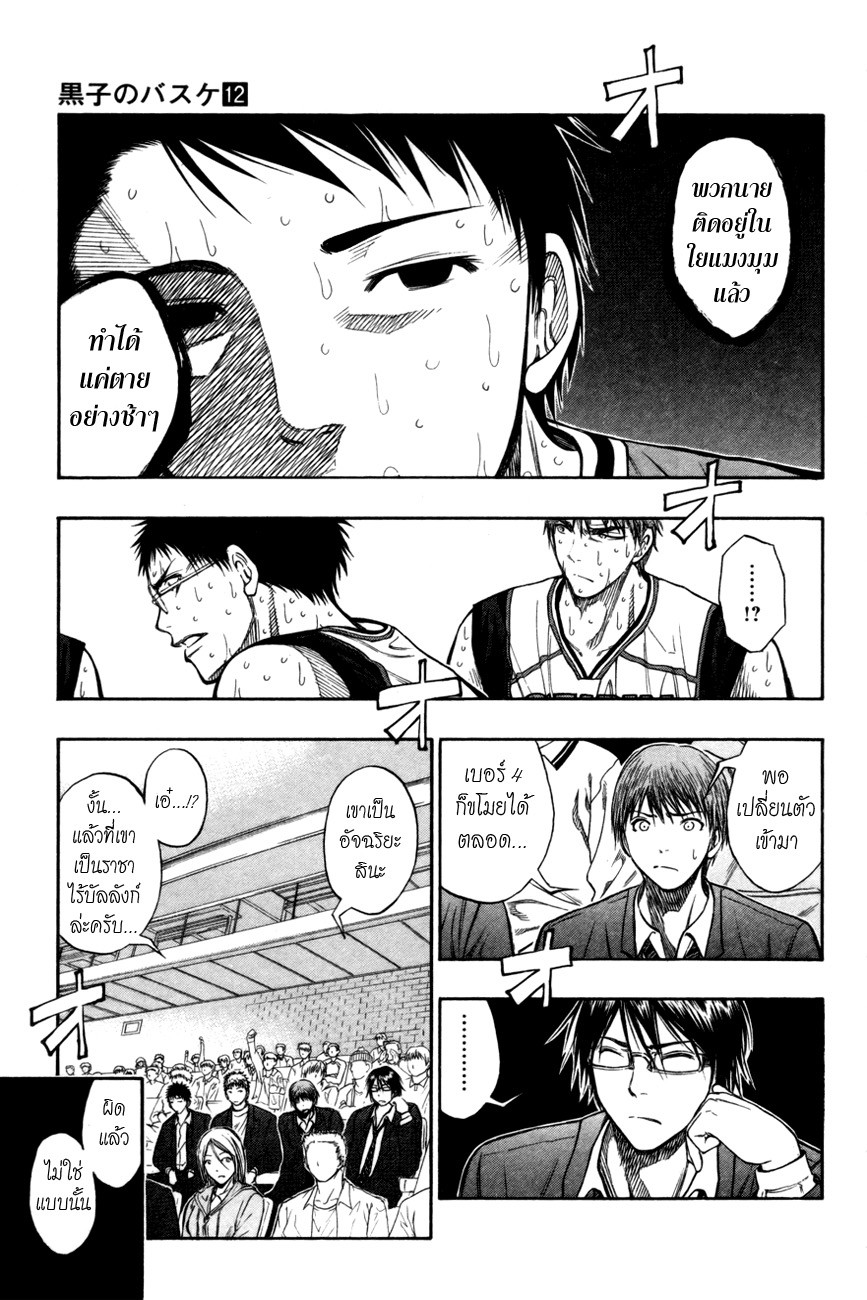 黒子のバスケ12
オ
พวกนาย
ติดอยู่ใน
ใยแมงมุม
แล้ว
ทำได้
แค่ตาย
อย่างช้าๆ
オ
......
!?
オ
พอ
เปลี่ยนตัว
เข้ามา
เบอร์ 4
ก็ขโมยได้
ตลอด...
เขาเป็น
อัจฉริยะ
สินะ
เอ๋...!?
งั้น...
แล้วที่เขา
เป็นราชา
ไร้บัลลังก์
ล่ะครับ...
オ
オ
........
ผิด
แล้ว
ไม่ใช่
แบบนั้น